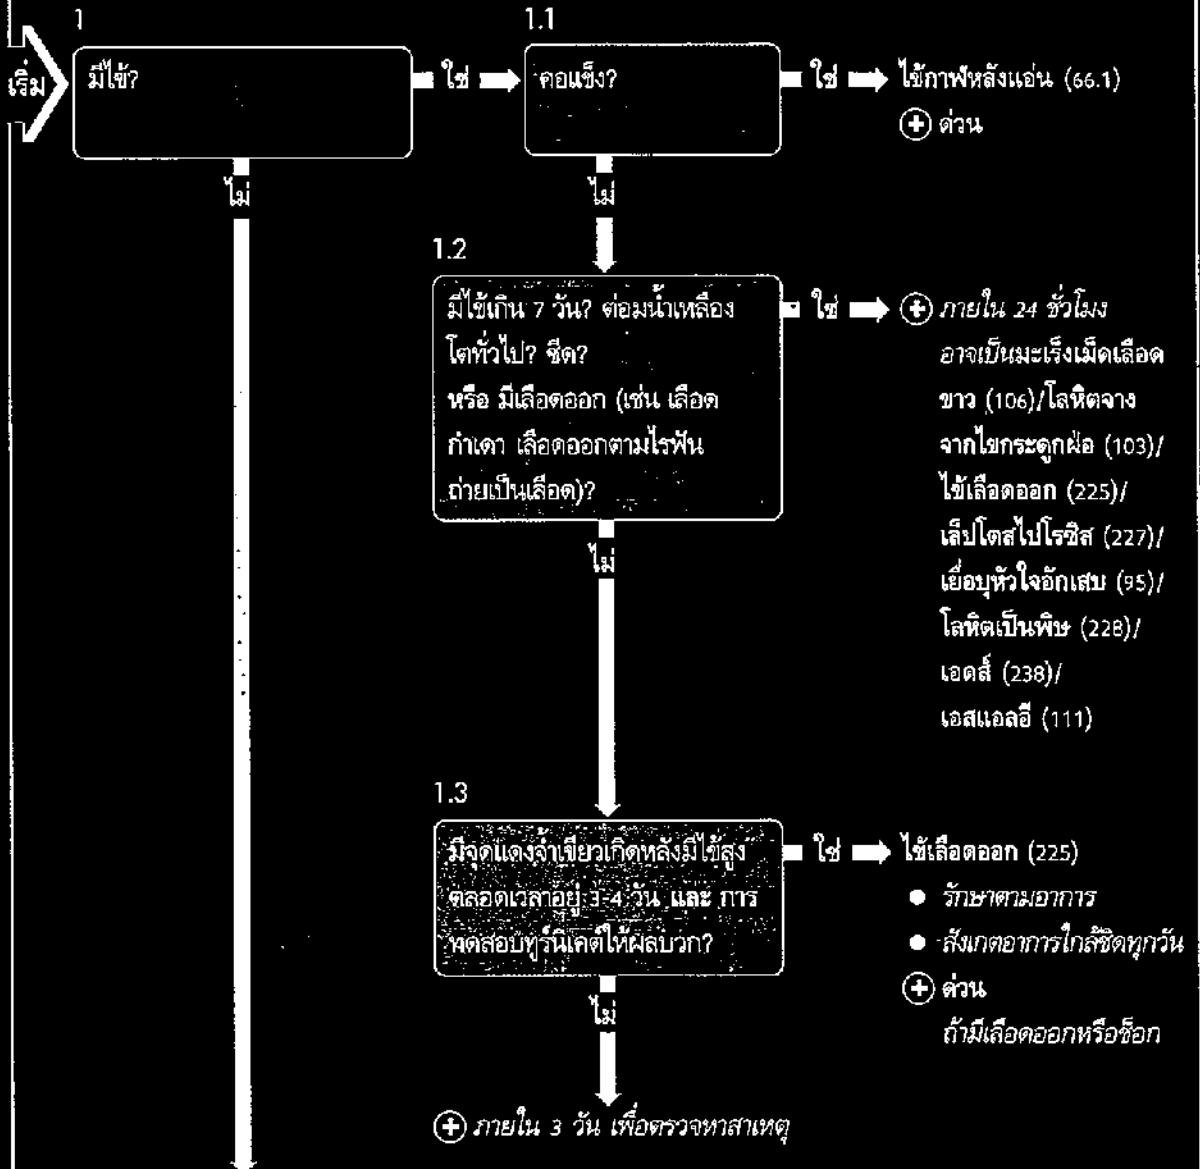 1
1.1
เริ่ม
มีไข้?
ใช่
คอแข็ง?
ใช่
ไข้กาฬหลังแอ่น (66.1)
+ ด่วน
ไม่
ไม่
1.2
มีไข้เกิน 7 วัน? ต่อมน้ำเหลือง
โตทั่วไป? ซีด?
หรือ มีเลือดออก (เช่น เลือด
กำเดา เลือดออกตามไรฟัน
ถ่ายเป็นเลือด)?
ใช่
+ ภายใน 24 ชั่วโมง
อาจเป็นมะเร็งเม็ดเลือด
ขาว (106)/โลหิตจาง
จากไขกระดูกฝ่อ (103)/
ไข้เลือดออก (225)/
เล็ปโตสไปโรซิส (227)/
เยื่อบุหัวใจอักเสบ (95)/
โลหิตเป็นพิษ (228)/
เอดส์ (238)/
เอสแอลอี (111)
ไม่
1.3
มีจุดแดงจ้ำเขียวเกิดหลังมีไข้สูง
ตลอดเวลาอยู่ 3-4 วัน และ การ
ทดสอบทูร์นิเคต์ให้ผลบวก?
ใช่
ไข้เลือดออก (225)
● รักษาตามอาการ
● สังเกตอาการใกล้ชิดทุกวัน
+ ด่วน
ถ้ามีเลือดออกหรือช็อก
ไม่
+ ภายใน 3 วัน เพื่อตรวจหาสาเหตุ